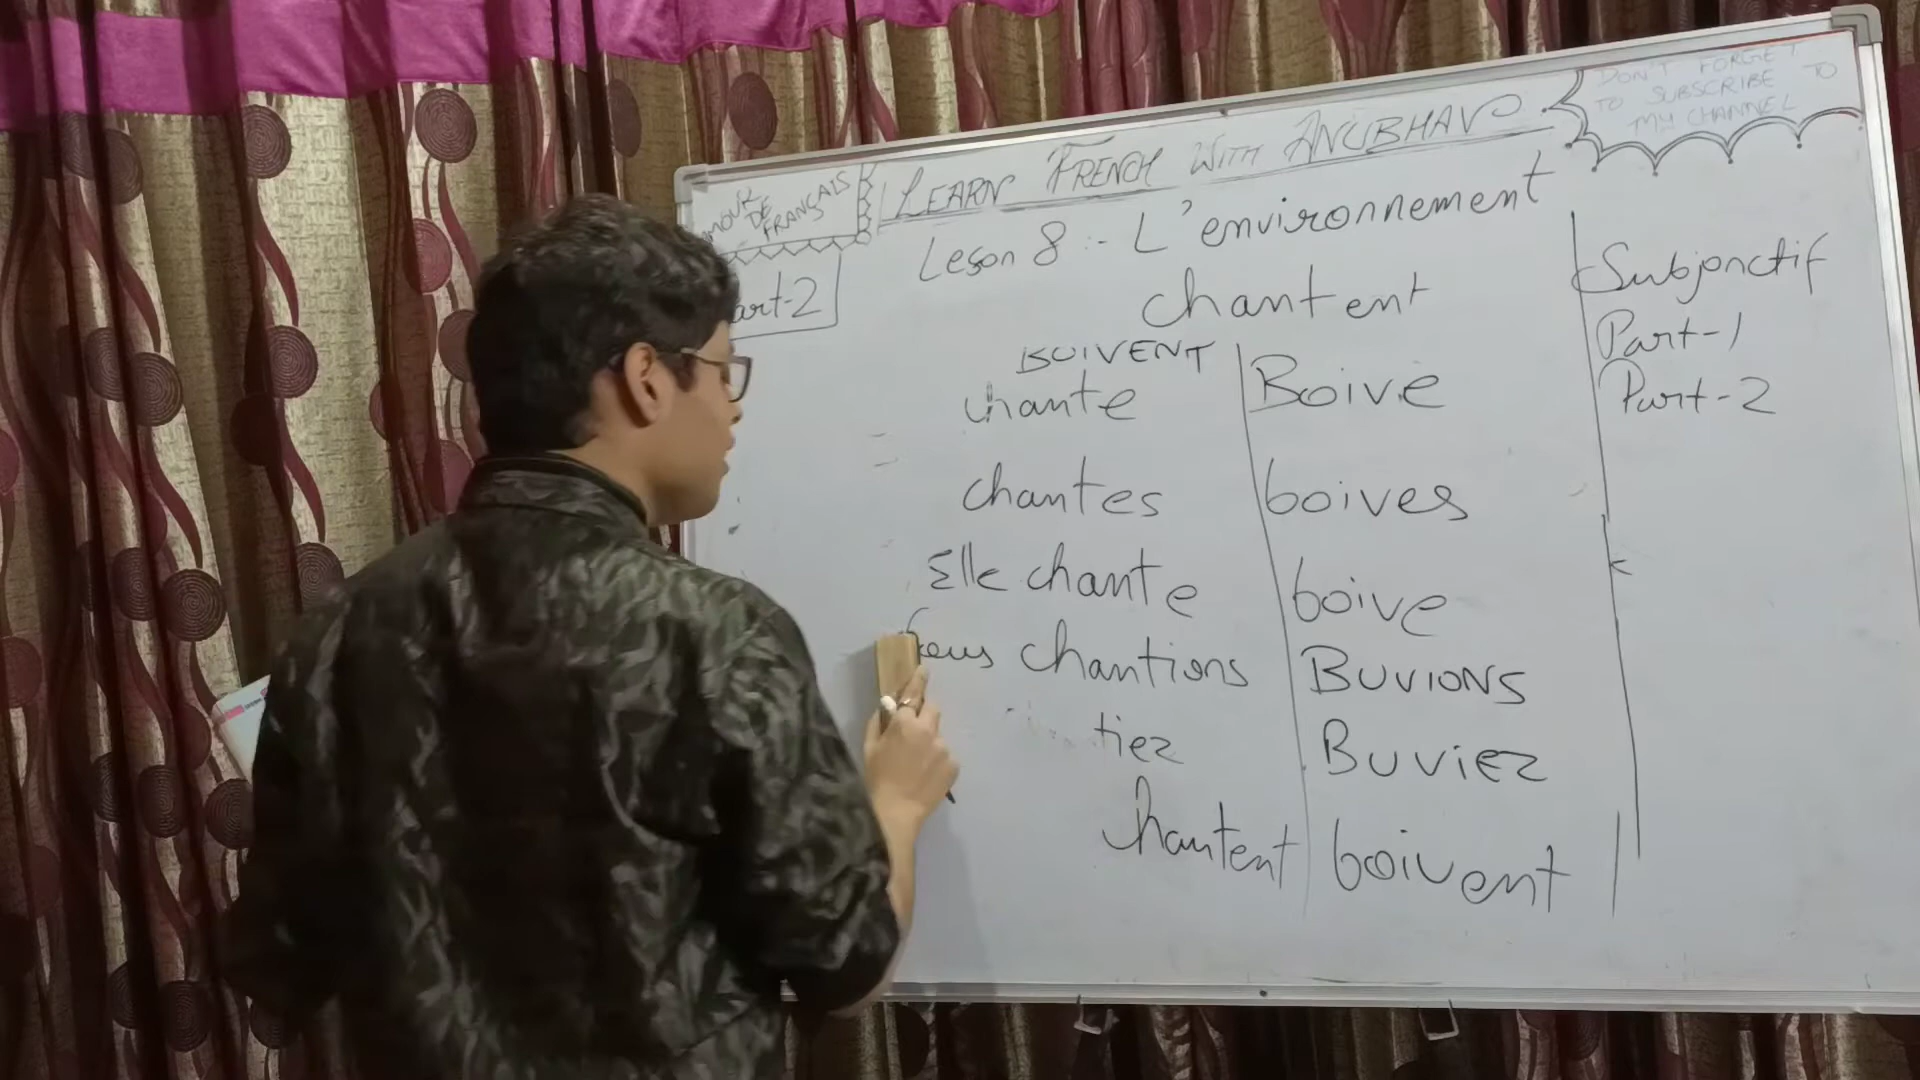 DE
FRANÇAIS
LEARN FRENCH WITH ANUBHAV
DON'T FORGET
TO SUBSCRIBE TO
MY CHANNEL
art-2
Leson 8 :- L'environnement
chantent
BOIVENT
chante Boive
chantes boives
Elle chante boive
chantions BUVIONS
tiez BUVIEZ
hantent boivent
Subjonctif
Part-1
Part-2